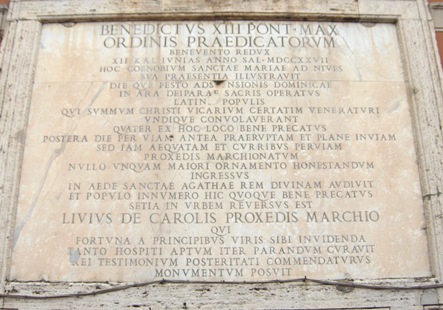 BENEDICTVS XIII PONT. MAX
ORDINIS PRAEDICATORVM
BENEVENTO REDVX
XII KAL IVNIAS ANNO SAL MDCCXXVII
HOC COENOBIVM SANCTAE MARIAE AD NIVES
SVA PRAESENTIA ILLVSTRAVIT
DIE QVE ASCENSIONIS DOMINICAE
IN ARA DEIPARAE SACRIS OPERATVS
LATIN. POPVLIS
QVI SVMMVM CHRISTI VICARIVM CERTATIM VENERATVRI
VNDIQVE CONVOLAVERANT
QVATER EX HOC LOCO BENE PRECATVS
POSTERA DIE PER VIAM ANTEA PRAERVPTAM ET PLANE INVIAM
SED IAM AEQVATAM ET CVRRIBVS PERVIAM
PROXEDIS MARCHIONATVM
NVLLO VNQVAM MAIORI ORNAMENTO HONESTANDVM
INGRESSVS
IN AEDE SANCTAE AGATHAE REM DIVINAM AVDIVIT
ET POPVLO INNVMERO HIC QVOQVE BENE PRECATVS
SETIA IN VRBEM REVERSVS EST
LIVIVS DE CAROLIS PROXEDIS MARCHIO
QVI
FORTVNA A PRINCIPIBVS VIRIS SIBI INVIDENDA
TANTO HOSPITI APTVM ITER PARANDVM CVRAVIT
REI TESTIMONIVM POSTERITATI COMMENDATVRVS
MONVMENTVM POSVIT